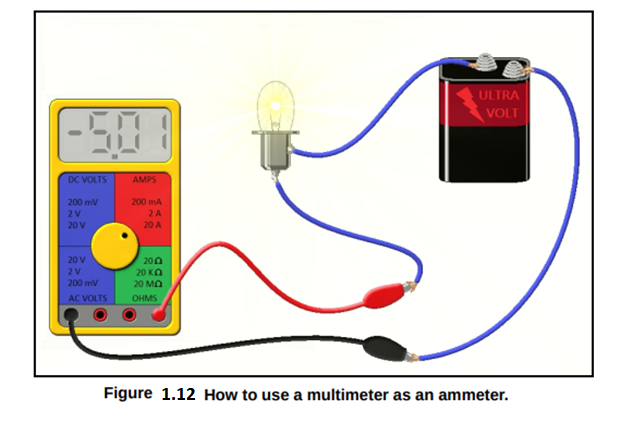 -5.01
DC VOLTS AMPS
200 mV 200 mA
2 V 2 A
20 V 20 A
20 V 20 Ω
2 V 20 KΩ
200 mV 20 MΩ
AC VOLTS OHMS
ULTRA
VOLT
Figure 1.12 How to use a multimeter as an ammeter.